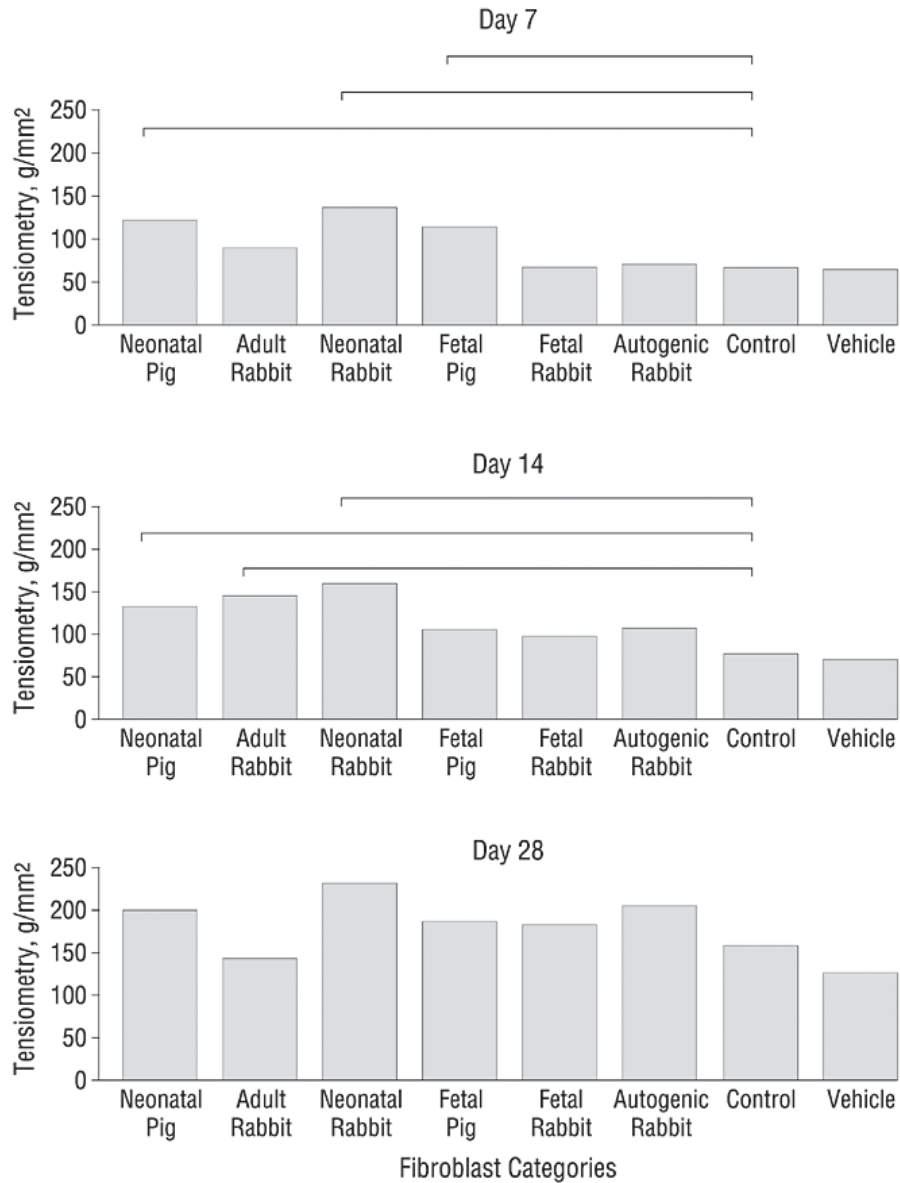 Day 7
Tensiometry, g/mm2
250
200
150
100
50
0
Neonatal Pig
Adult Rabbit
Neonatal Rabbit
Fetal Pig
Fetal Rabbit
Autogenic Rabbit
Control
Vehicle
Day 14
Tensiometry, g/mm2
250
200
150
100
50
0
Neonatal Pig
Adult Rabbit
Neonatal Rabbit
Fetal Pig
Fetal Rabbit
Autogenic Rabbit
Control
Vehicle
Day 28
Tensiometry, g/mm2
250
200
150
100
50
0
Neonatal Pig
Adult Rabbit
Neonatal Rabbit
Fetal Pig
Fetal Rabbit
Autogenic Rabbit
Control
Vehicle
Fibroblast Categories